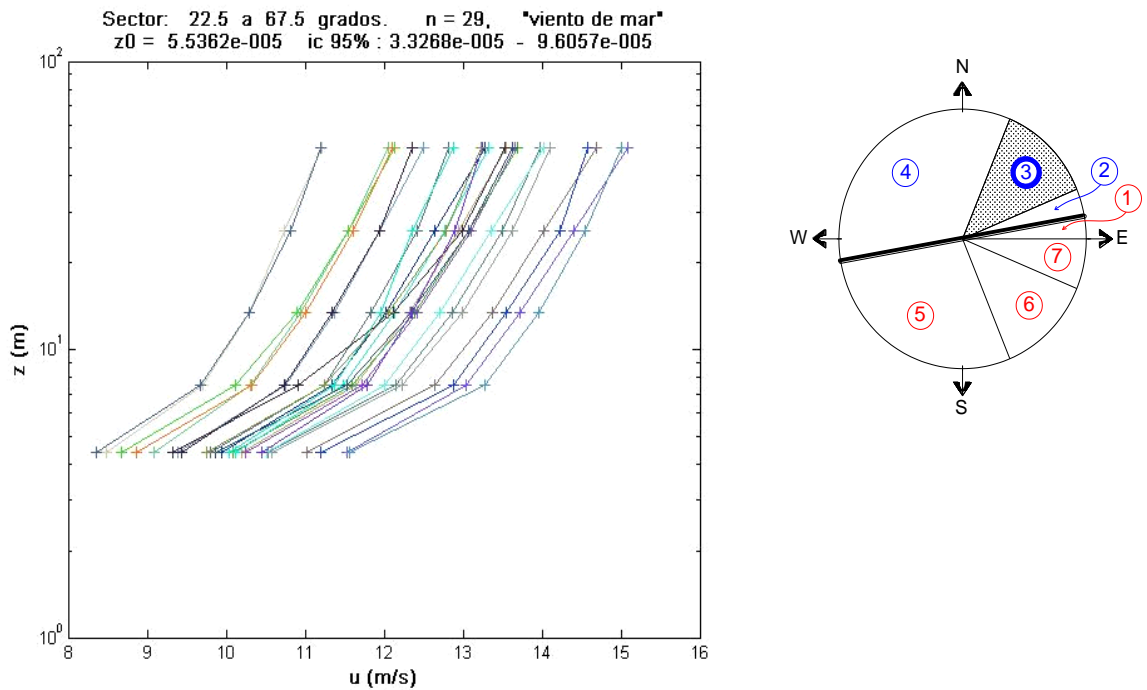 Sector: 22.5 a 67.5 grados. n = 29, "viento de mar"
z0 = 5.5362e-005 ic 95% : 3.3268e-005 - 9.6057e-005
10^2
10^1
10^0
z (m)
8 9 10 11 12 13 14 15 16
u (m/s)
N
4
3
2
1
W
E
7
6
5
S